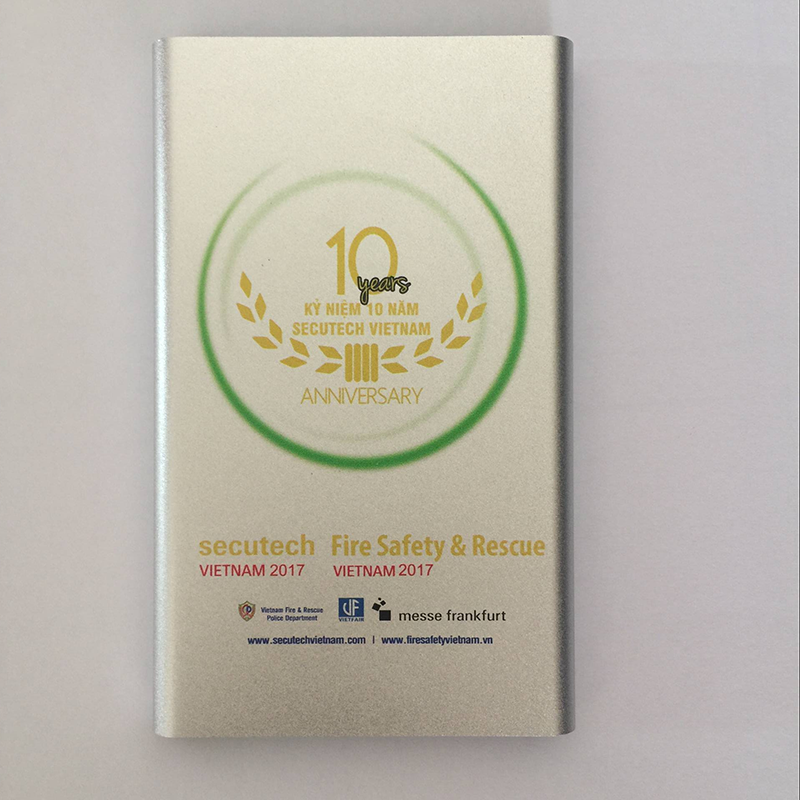 10
years
KỶ NIỆM 10 NĂM
SECUTECH VIETNAM
ANNIVERSARY
secutech Fire Safety & Rescue
VIETNAM 2017 VIETNAM 2017
Vietnam Fire & Rescue
Police Department
VIETFAIR
messe frankfurt
www.secutechvietnam.com | www.firesafetyvietnam.vn